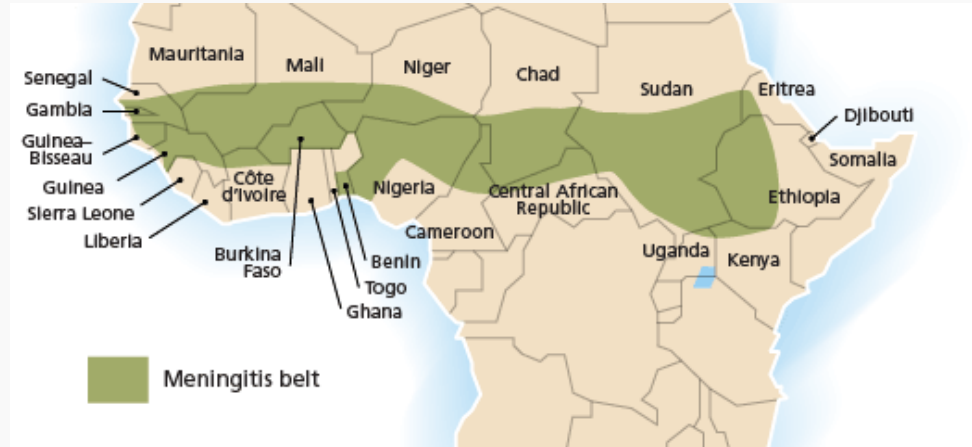 Mauritania
Mali
Niger
Chad
Sudan
Eritrea
Djibouti
Somalia
Ethiopia
Senegal
Gambia
Guinea–
Bissau
Guinea
Sierra Leone
Liberia
Côte
d'Ivoire
Burkina
Faso
Ghana
Togo
Benin
Nigeria
Cameroon
Central African
Republic
Uganda
Kenya
Meningitis belt